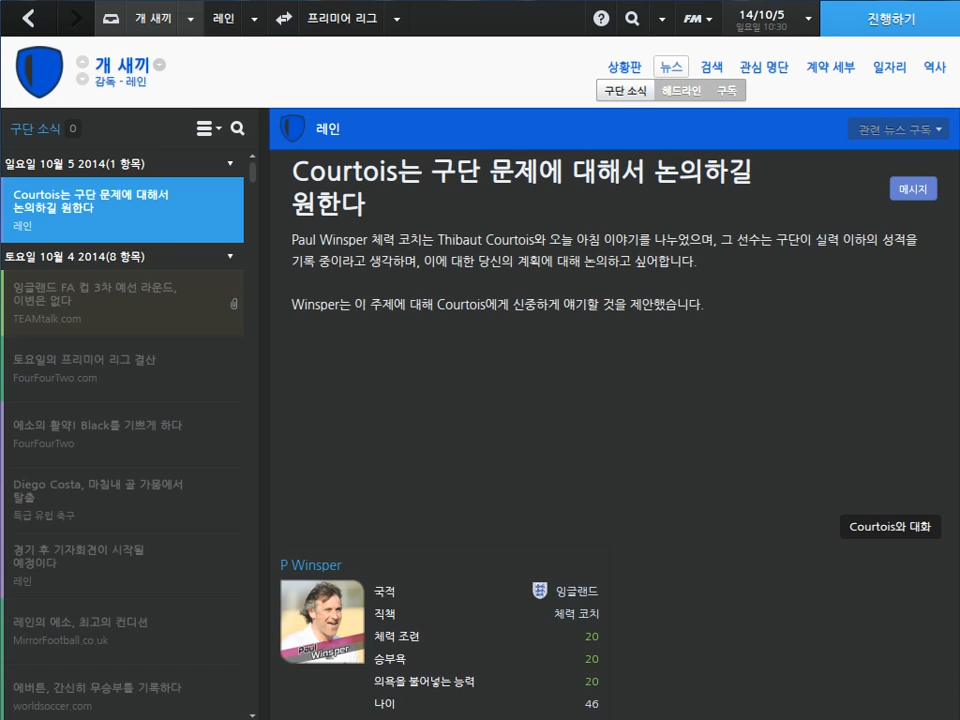 개 새끼
레인
프리미어 리그
?
FM
14/10/5
일요일 10:30
진행하기
개 새끼
감독 - 레인
상황판
뉴스
검색
관심 명단
계약 세부
일자리
역사
구단 소식
헤드라인
구독
구단 소식 0
일요일 10월 5 2014(1 항목)
Courtois는 구단 문제에 대해서
논의하길 원한다
레인
토요일 10월 4 2014(8 항목)
잉글랜드 FA 컵 3차 예선 라운드,
이변은 없다
TEAMtalk.com
토요일의 프리미어 리그 결산
FourFourTwo.com
에소의 활약! Black를 기쁘게 하다
FourFourTwo
Diego Costa, 마침내 골 가뭄에서
탈출
특급 유럽 축구
경기 후 기자회견이 시작될
예정이다
레인
레인의 에소, 최고의 컨디션
MirrorFootball.co.uk
에버튼, 간신히 무승부를 기록하다
worldsoccer.com
레인
관련 뉴스 구독
Courtois는 구단 문제에 대해서 논의하길
원한다
메시지
Paul Winsper 체력 코치는 Thibaut Courtois와 오늘 아침 이야기를 나누었으며, 그 선수는 구단이 실력 이하의 성적을
기록 중이라고 생각하며, 이에 대한 당신의 계획에 대해 논의하고 싶어합니다.
Winsper는 이 주제에 대해 Courtois에게 신중하게 얘기할 것을 제안했습니다.
Courtois와 대화
P Winsper
Paul
Winsper
국적 잉글랜드
직책 체력 코치
체력 조련 20
승부욕 20
의욕을 불어넣는 능력 20
나이 46